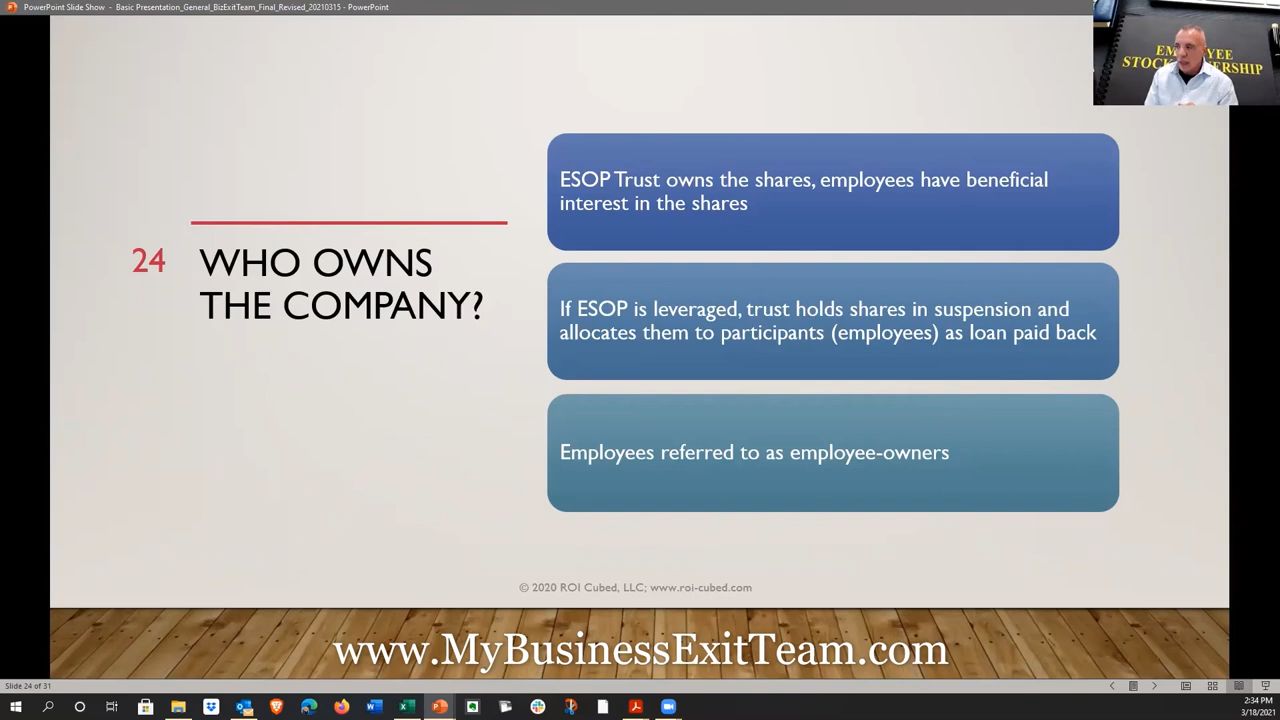 PowerPoint Slide Show - Basic Presentation_General_BizExitTeam_Final_Revised_20210315 - PowerPoint
EMPLOYEE
STOCK
ERSHIP
ESOP Trust owns the shares, employees have beneficial
interest in the shares
24
WHO OWNS
THE COMPANY?
If ESOP is leveraged, trust holds shares in suspension and
allocates them to participants (employees) as loan paid back
Employees referred to as employee-owners
© 2020 ROI Cubed, LLC; www.roi-cubed.com
www.MyBusinessExitTeam.com
Slide 24 of 31
2:34 PM
3/18/2021